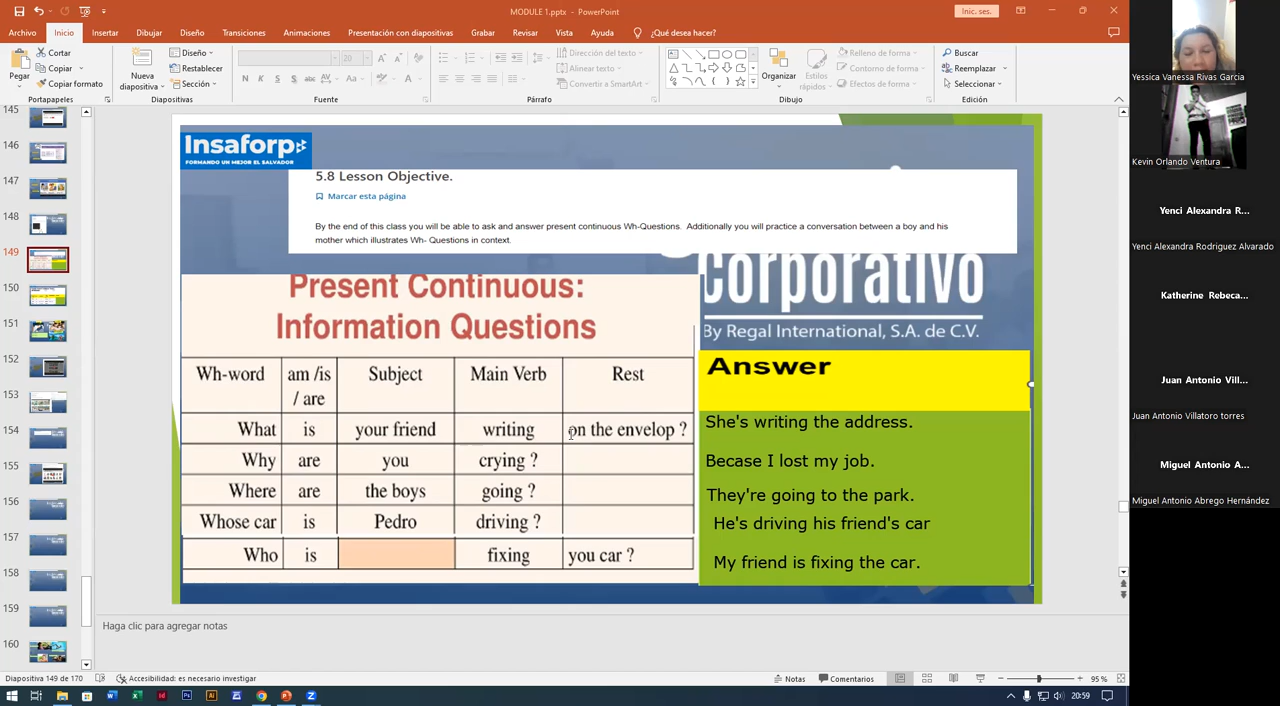 MODULE 1.pptx - PowerPoint
Inic. ses.
Archivo Inicio Insertar Dibujar Diseño Transiciones Animaciones Presentación con diapositivas Grabar Revisar Vista Ayuda ¿Qué desea hacer?
Pegar
Cortar
Copiar
Copiar formato
Portapapeles
Nueva
diapositiva
Diseño
Restablecer
Sección
Diapositivas
20
N K S S abc AV Aa A
Fuente
Dirección del texto
Alinear texto
Convertir a SmartArt
Párrafo
Organizar
Estilos
rápidos
Relleno de forma
Contorno de forma
Efectos de forma
Dibujo
Buscar
Reemplazar
Seleccionar
Edición
145
146
147
148
149
150
151
152
153
154
155
156
157
158
159
160
Insaforp
FORMANDO UN MEJOR EL SALVADOR
5.8 Lesson Objective.
Marcar esta página
By the end of this class you will be able to ask and answer present continuous Wh-Questions. Additionally you will practice a conversation between a boy and his
mother which illustrates Wh- Questions in context.
corporativo
By Regal International, S.A. de C.V.
Present Continuous:
Information Questions
Wh-word am /is / are Subject Main Verb Rest
What is your friend writing on the envelop ?
Why are you crying ?
Where are the boys going ?
Whose car is Pedro driving ?
Who is fixing you car ?
Answer
She's writing the address.
Becase I lost my job.
They're going to the park.
He's driving his friend's car
My friend is fixing the car.
Haga clic para agregar notas
Diapositiva 149 de 170
Accesibilidad: es necesario investigar
Notas
Comentarios
95 %
20:59
Yessica Vanessa Rivas Garcia
Kevin Orlando Ventura
Yenci Alexandra R...
Yenci Alexandra Rodriguez Alvarado
Katherine Rebeca...
Juan Antonio Vill...
Juan Antonio Villatoro torres
Miguel Antonio A...
Miguel Antonio Abrego Hernández